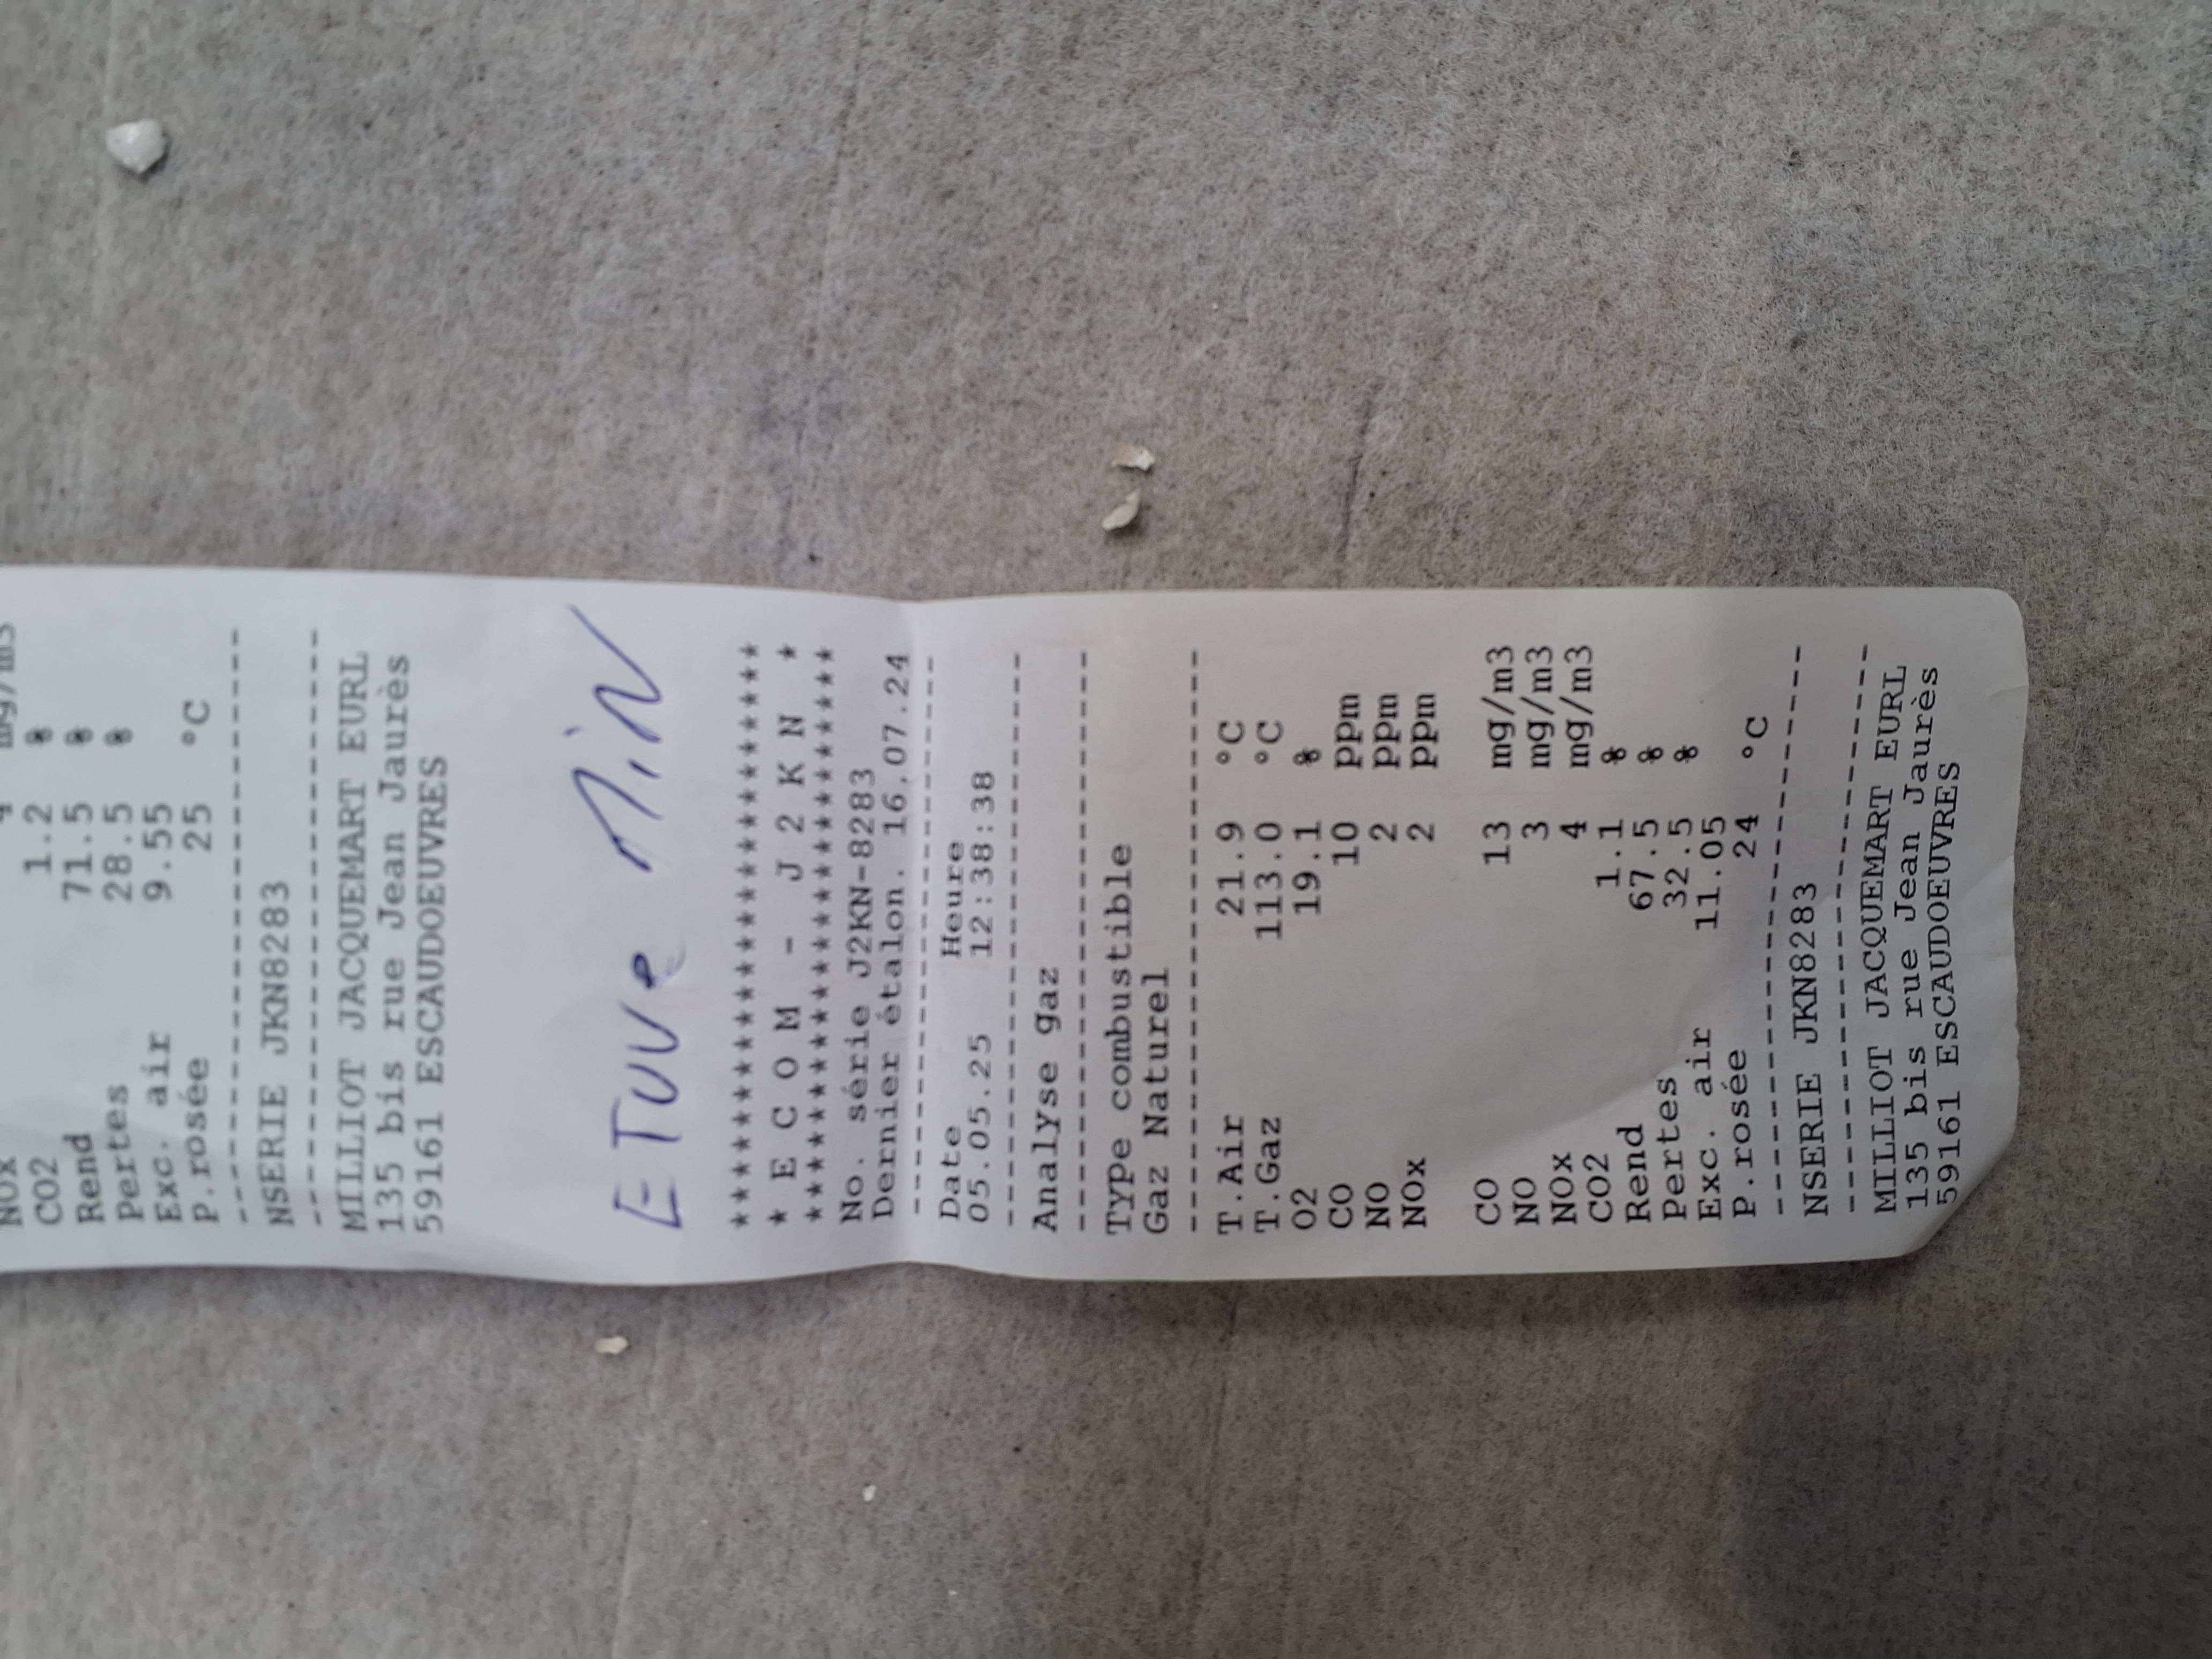 NOx 4 mg/m3
CO2 1.2 %
Rend 71.5 %
Pertes 28.5 %
Exc. air 9.55
P.rosée 25 °C
--------------------------------
NSERIE JKN8283
--------------------------------
MILLIOT JACQUEMART EURL
135 bis rue Jean Jaurès
59161 ESCAUDOEUVRES
ETUVe MiN
************************
* E C O M - J 2 K N *
************************
No. série J2KN-8283
Dernier étalon. 16.07.24
------------------------
Date Heure
05.05.25 12:38:38
------------------------
Analyse gaz
------------------------
Type combustible
Gaz Naturel
------------------------
T.Air 21.9 °C
T.Gaz 113.0 °C
O2 19.1 %
CO 10 ppm
NO 2 ppm
NOx 2 ppm
CO 13 mg/m3
NO 3 mg/m3
NOx 4 mg/m3
CO2 1.1 %
Rend 67.5 %
Pertes 32.5 %
Exc. air 11.05
P.rosée 24 °C
------------------------
NSERIE JKN8283
------------------------
MILLIOT JACQUEMART EURL
135 bis rue Jean Jaurès
59161 ESCAUDOEUVRES